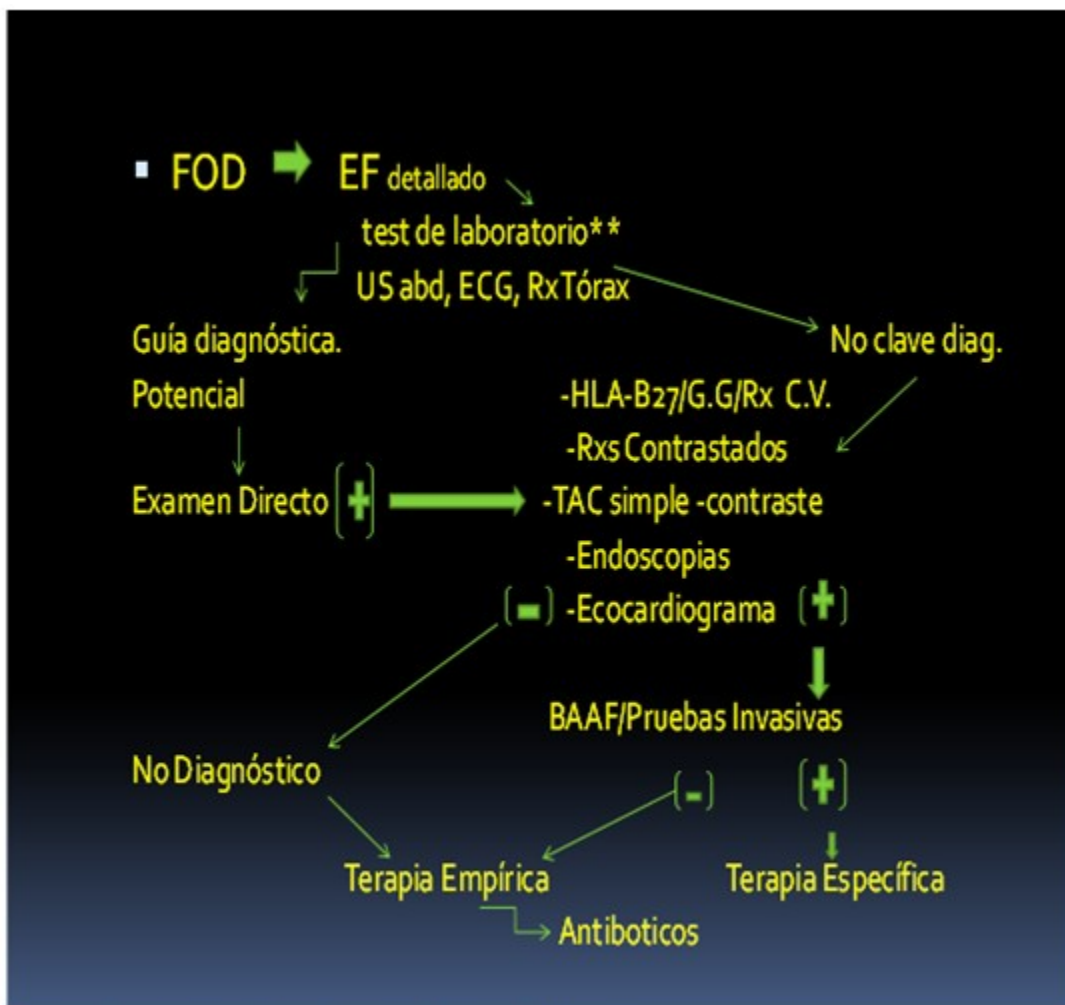 FOD EF detallado
test de laboratorio**
US abd, ECG, RxTórax
Guía diagnóstica.
No clave diag.
Potencial
-HLA-B27/G.G/Rx C.V.
-Rxs Contrastados
Examen Directo (+)
-TAC simple -contraste
-Endoscopias
(-) -Ecocardiograma (+)
BAAF/Pruebas Invasivas
No Diagnóstico
(-) (+)
Terapia Empírica
Terapia Específica
Antiboticos